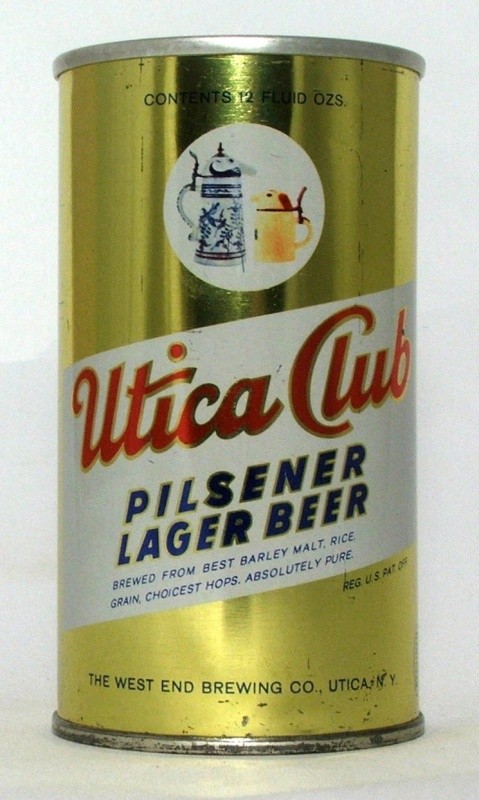 CONTENTS 12 FLUID OZS.
Utica Club
PILSENER
LAGER BEER
BREWED FROM BEST BARLEY MALT, RICE,
GRAIN, CHOICEST HOPS. ABSOLUTELY PURE.
REG. U.S. PAT. OFF.
THE WEST END BREWING CO., UTICA, N.Y.